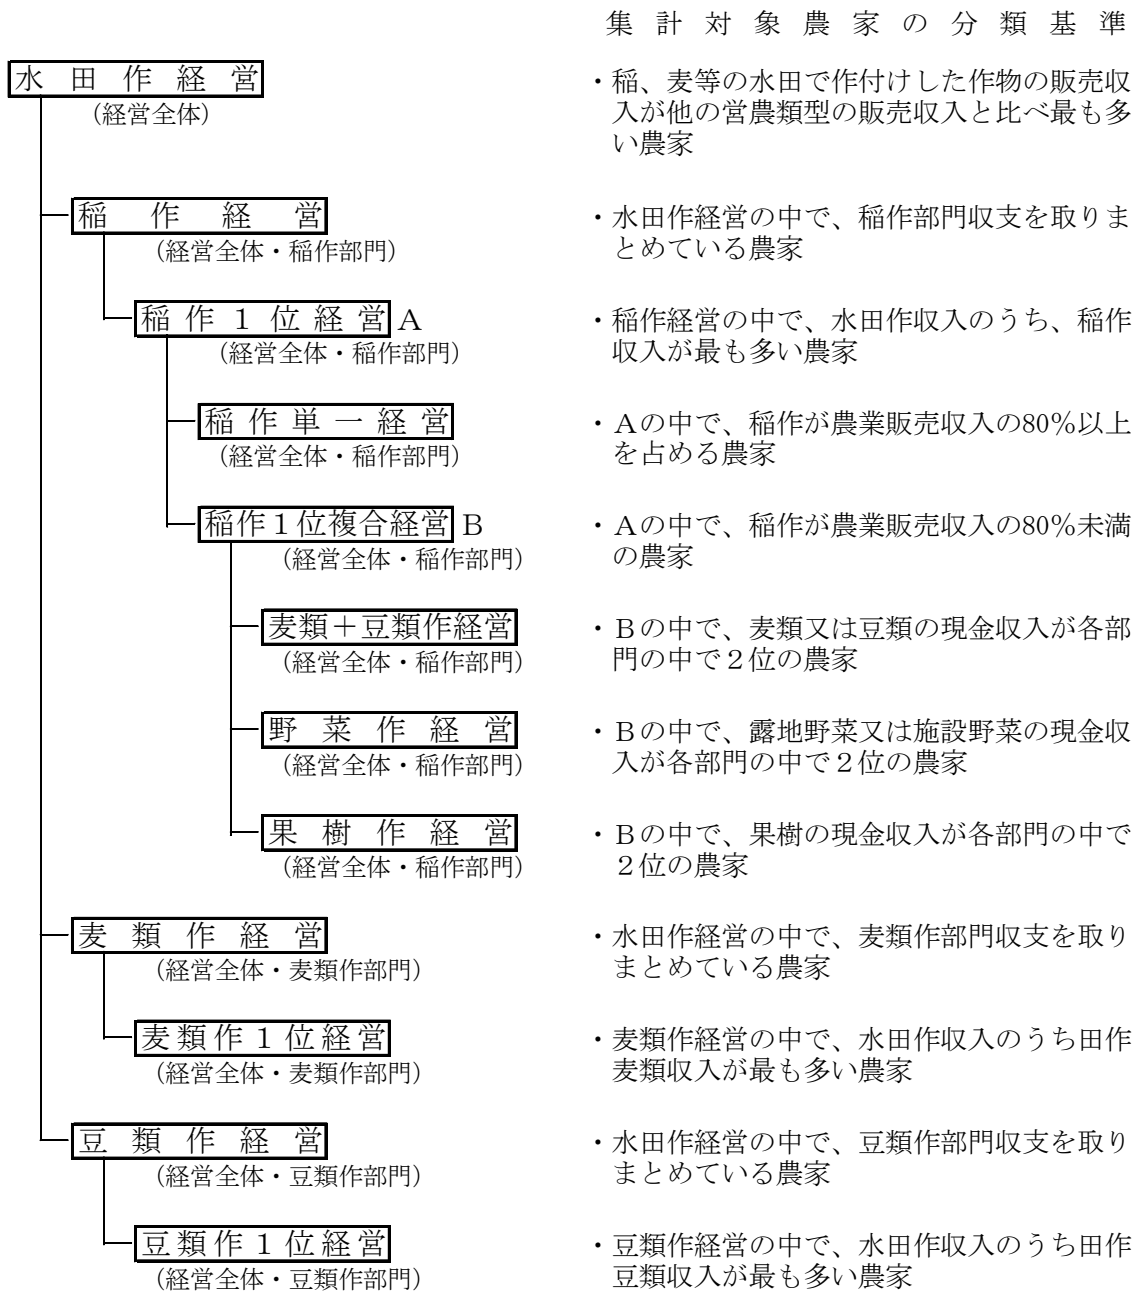 集計対象農家の分類基準
水田作経営
（経営全体）
・稲、麦等の水田で作付けした作物の販売収
入が他の営農類型の販売収入と比べ最も多
い農家
稲作経営
（経営全体・稲作部門）
・水田作経営の中で、稲作部門収支を取りま
とめている農家
稲作１位経営 Ａ
（経営全体・稲作部門）
・稲作経営の中で、水田作収入のうち、稲作
収入が最も多い農家
稲作単一経営
（経営全体・稲作部門）
・Ａの中で、稲作が農業販売収入の80％以上
を占める農家
稲作１位複合経営 Ｂ
（経営全体・稲作部門）
・Ａの中で、稲作が農業販売収入の80％未満
の農家
麦類＋豆類作経営
（経営全体・稲作部門）
・Ｂの中で、麦類又は豆類の現金収入が各部
門の中で２位の農家
野菜作経営
（経営全体・稲作部門）
・Ｂの中で、露地野菜又は施設野菜の現金収
入が各部門の中で２位の農家
果樹作経営
（経営全体・稲作部門）
・Ｂの中で、果樹の現金収入が各部門の中で
２位の農家
麦類作経営
（経営全体・麦類作部門）
・水田作経営の中で、麦類作部門収支を取り
まとめている農家
麦類作１位経営
（経営全体・麦類作部門）
・麦類作経営の中で、水田作収入のうち田作
麦類収入が最も多い農家
豆類作経営
（経営全体・豆類作部門）
・水田作経営の中で、豆類作部門収支を取り
まとめている農家
豆類作１位経営
（経営全体・豆類作部門）
・豆類作経営の中で、水田作収入のうち田作
豆類収入が最も多い農家